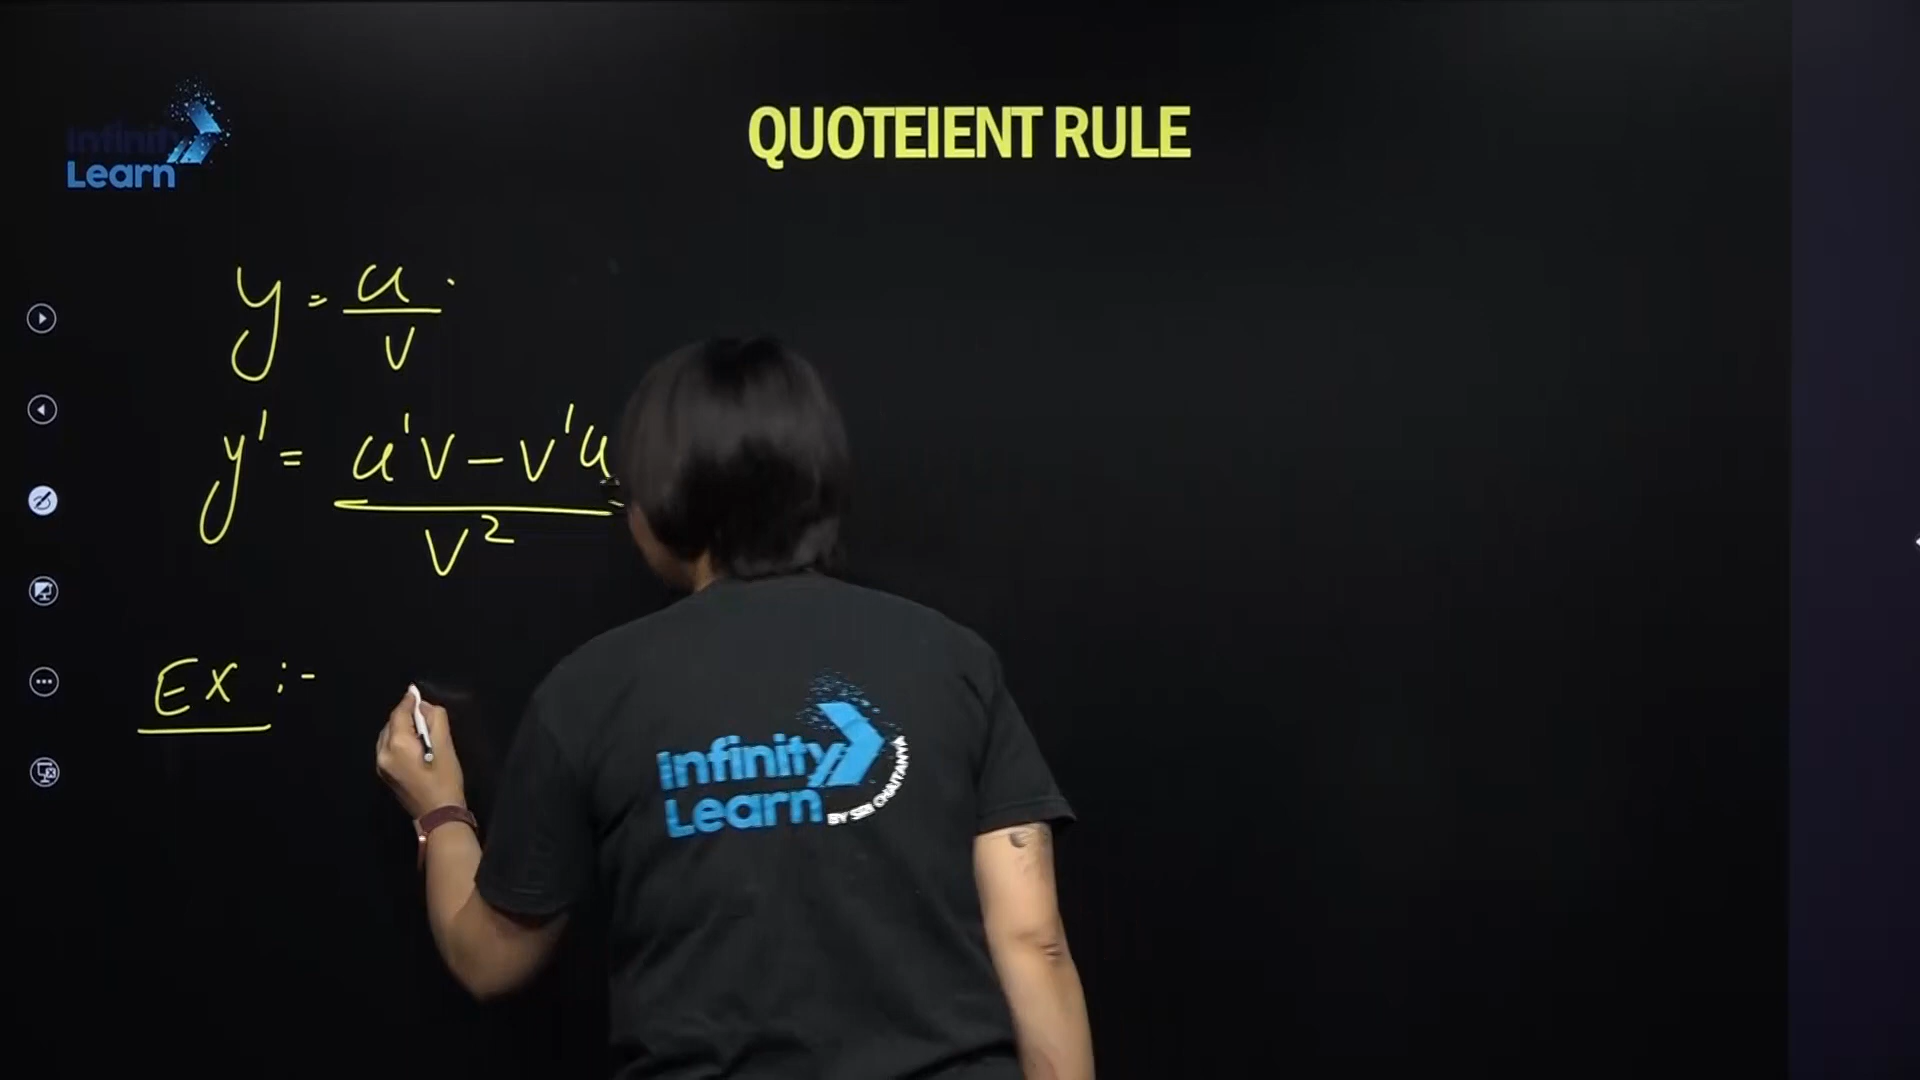 Infinity
Learn
QUOTEIENT RULE
y = u .
v
y' = u'v - v'u
v²
EX :-
Infinity
Learn
BY SRI CHAITANYA